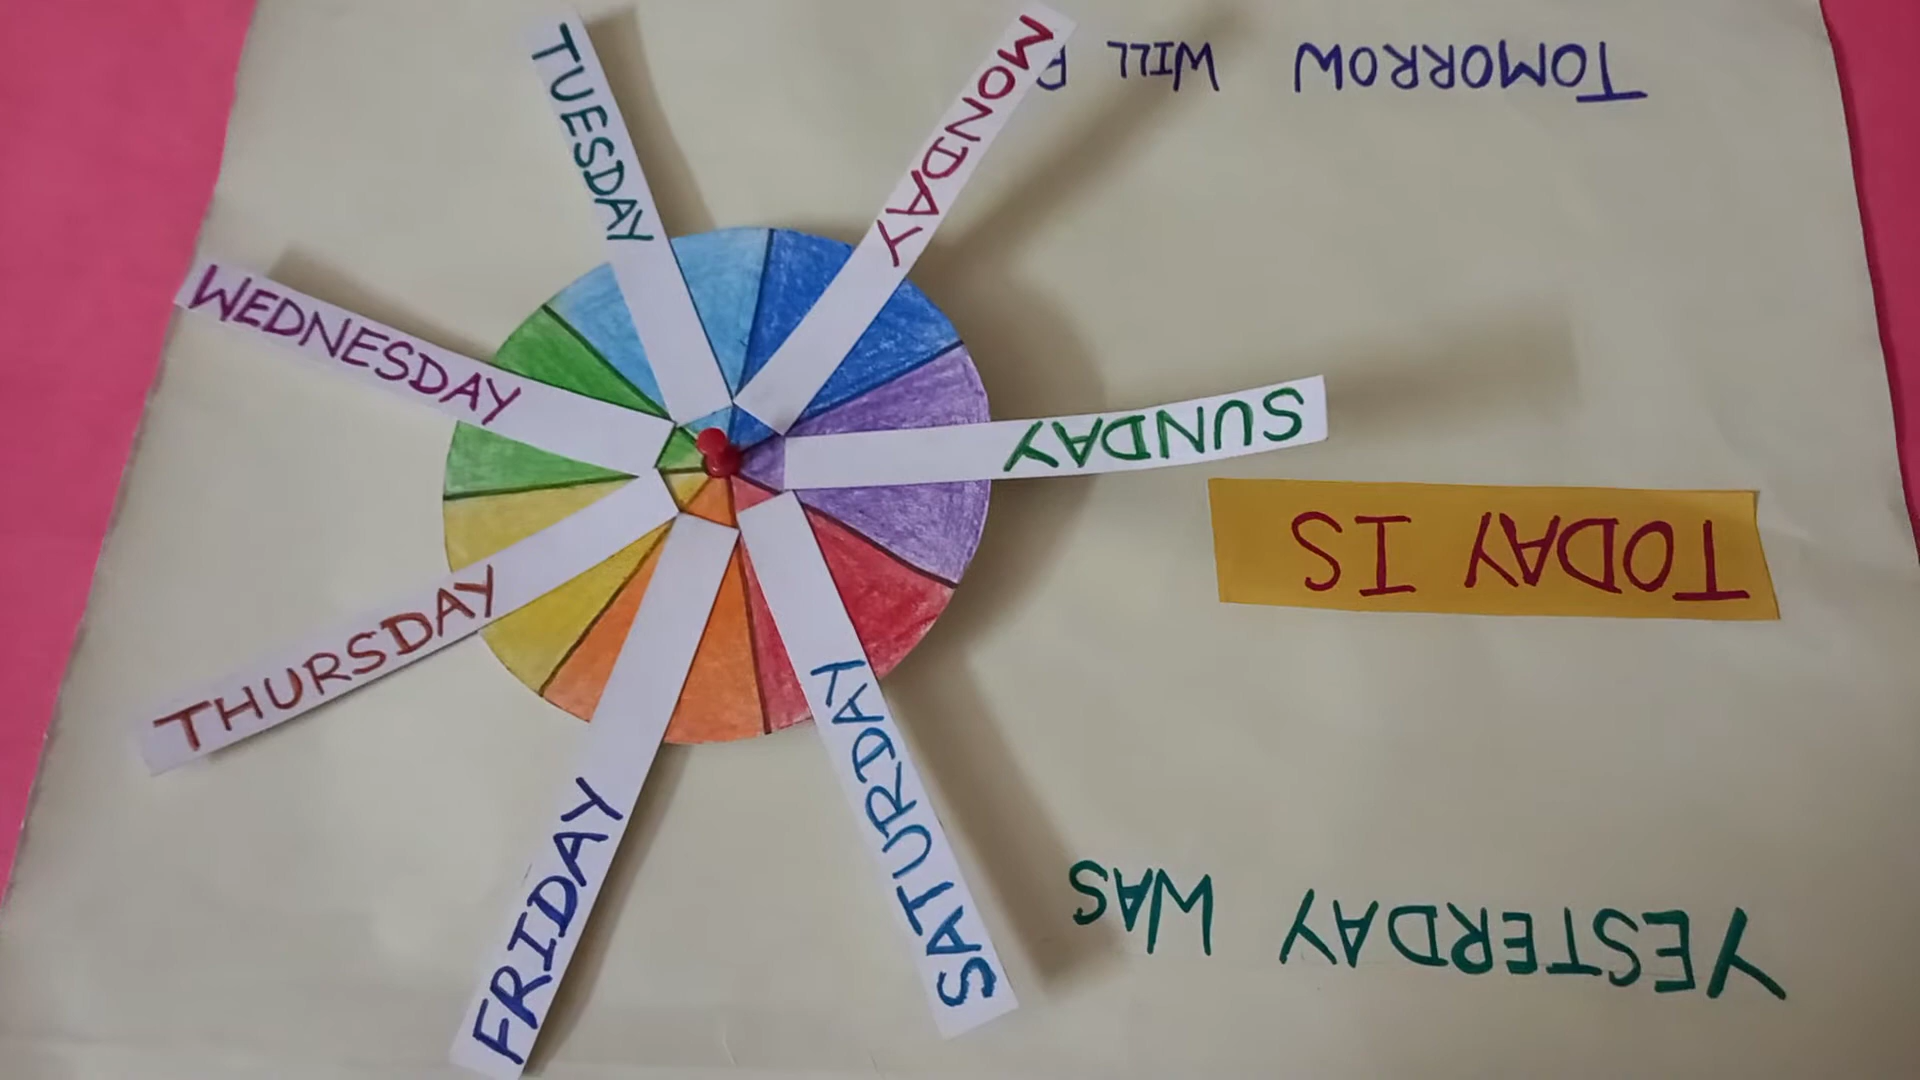 YESTERDAY WAS
TODAY IS
TOMORROW WILL
SUNDAY
MONDAY
TUESDAY
WEDNESDAY
THURSDAY
FRIDAY
SATURDAY